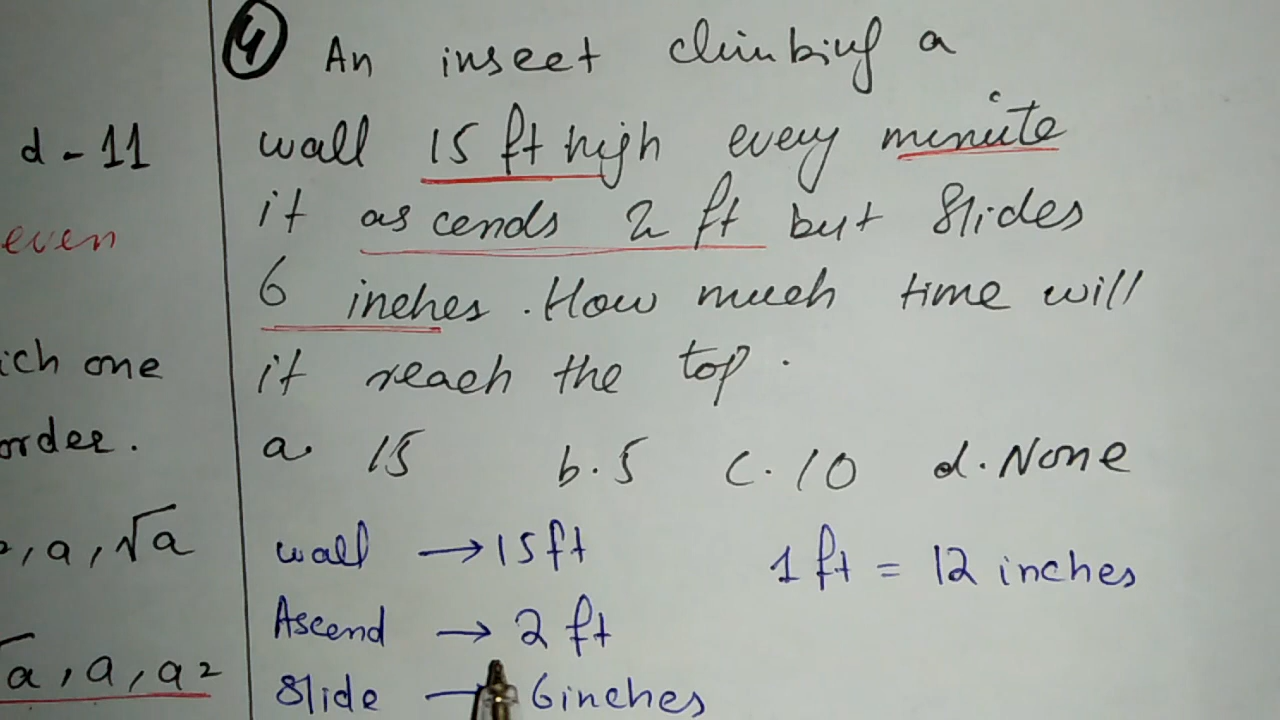 d - 11
even
ich one
order.
, a, √a
√a, a, a2
4 An insect climbing a
wall 15 ft high every minute
it ascends 2 ft but Slides
6 inches. How much time will
it reach the top.
a. 15 b. 5 c. 10 d. None
wall → 15 ft
1 ft = 12 inches
Ascend → 2 ft
Slide → 6 inches